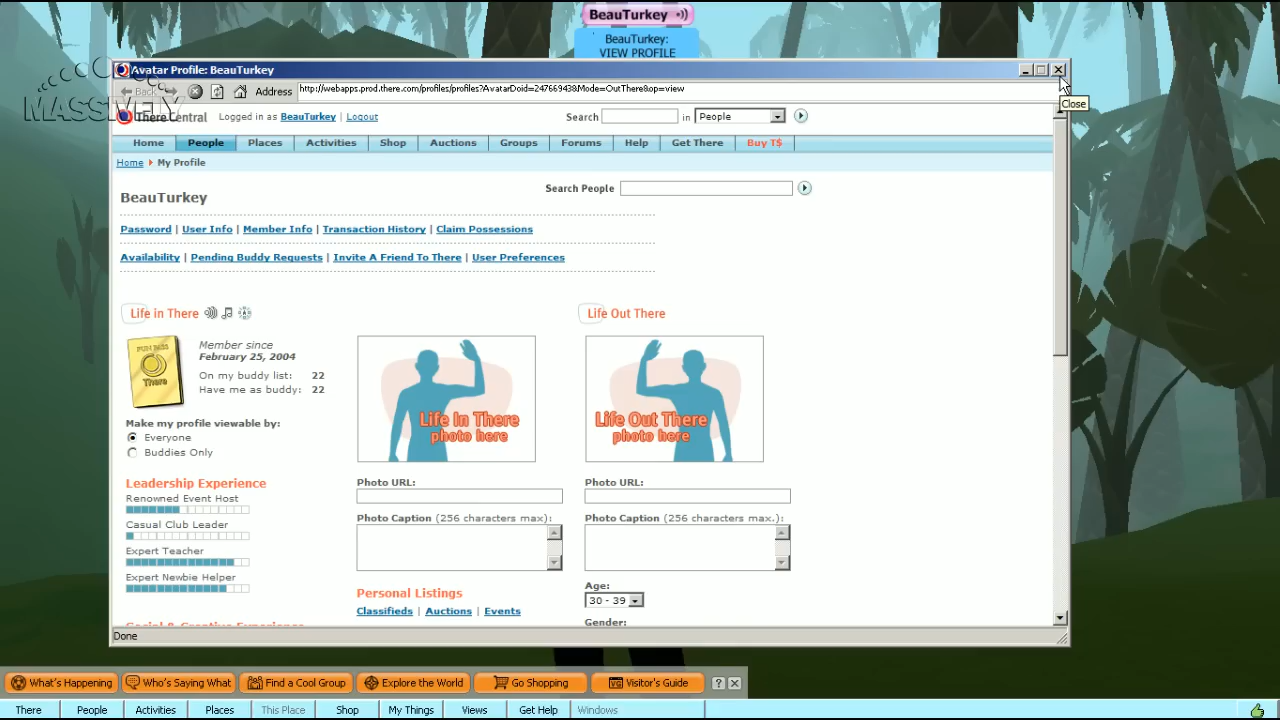 BeauTurkey
BeauTurkey:
VIEW PROFILE
Avatar Profile: BeauTurkey
Back
Address http://webapps.prod.there.com/profiles/profiles?AvatarDoid=24766943&Mode=OutThere&op=view
Close
MASSIVELY
ThereCentral Logged in as BeauTurkey | Logout Search in People
Home People Places Activities Shop Auctions Groups Forums Help Get There Buy T$
Home My Profile
BeauTurkey
Search People
Password | User Info | Member Info | Transaction History | Claim Possessions
Availability | Pending Buddy Requests | Invite A Friend To There | User Preferences
Life in There
Life Out There
FUN PASS
There
Member since
February 25, 2004
On my buddy list: 22
Have me as buddy: 22
Life In There
photo here
Life Out There
photo here
Make my profile viewable by:
Everyone
Buddies Only
Leadership Experience
Renowned Event Host
Casual Club Leader
Expert Teacher
Expert Newbie Helper
Social & Creative Experience
Photo URL:
Photo Caption (256 characters max):
Personal Listings
Classifieds Auctions Events
Photo URL:
Photo Caption (256 characters max.):
Age:
30 - 39
Gender:
Done
What's Happening Who's Saying What Find a Cool Group Explore the World Go Shopping VG Visitor's Guide ?
There People Activities Places This Place Shop My Things Views Get Help Windows